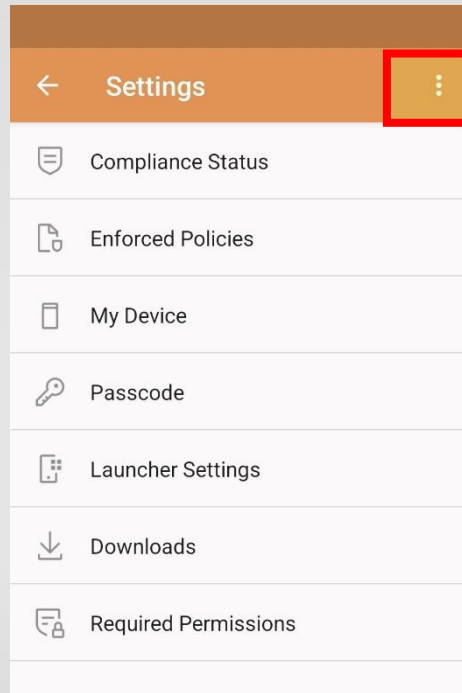 Settings
Compliance Status
Enforced Policies
My Device
Passcode
Launcher Settings
Downloads
Required Permissions